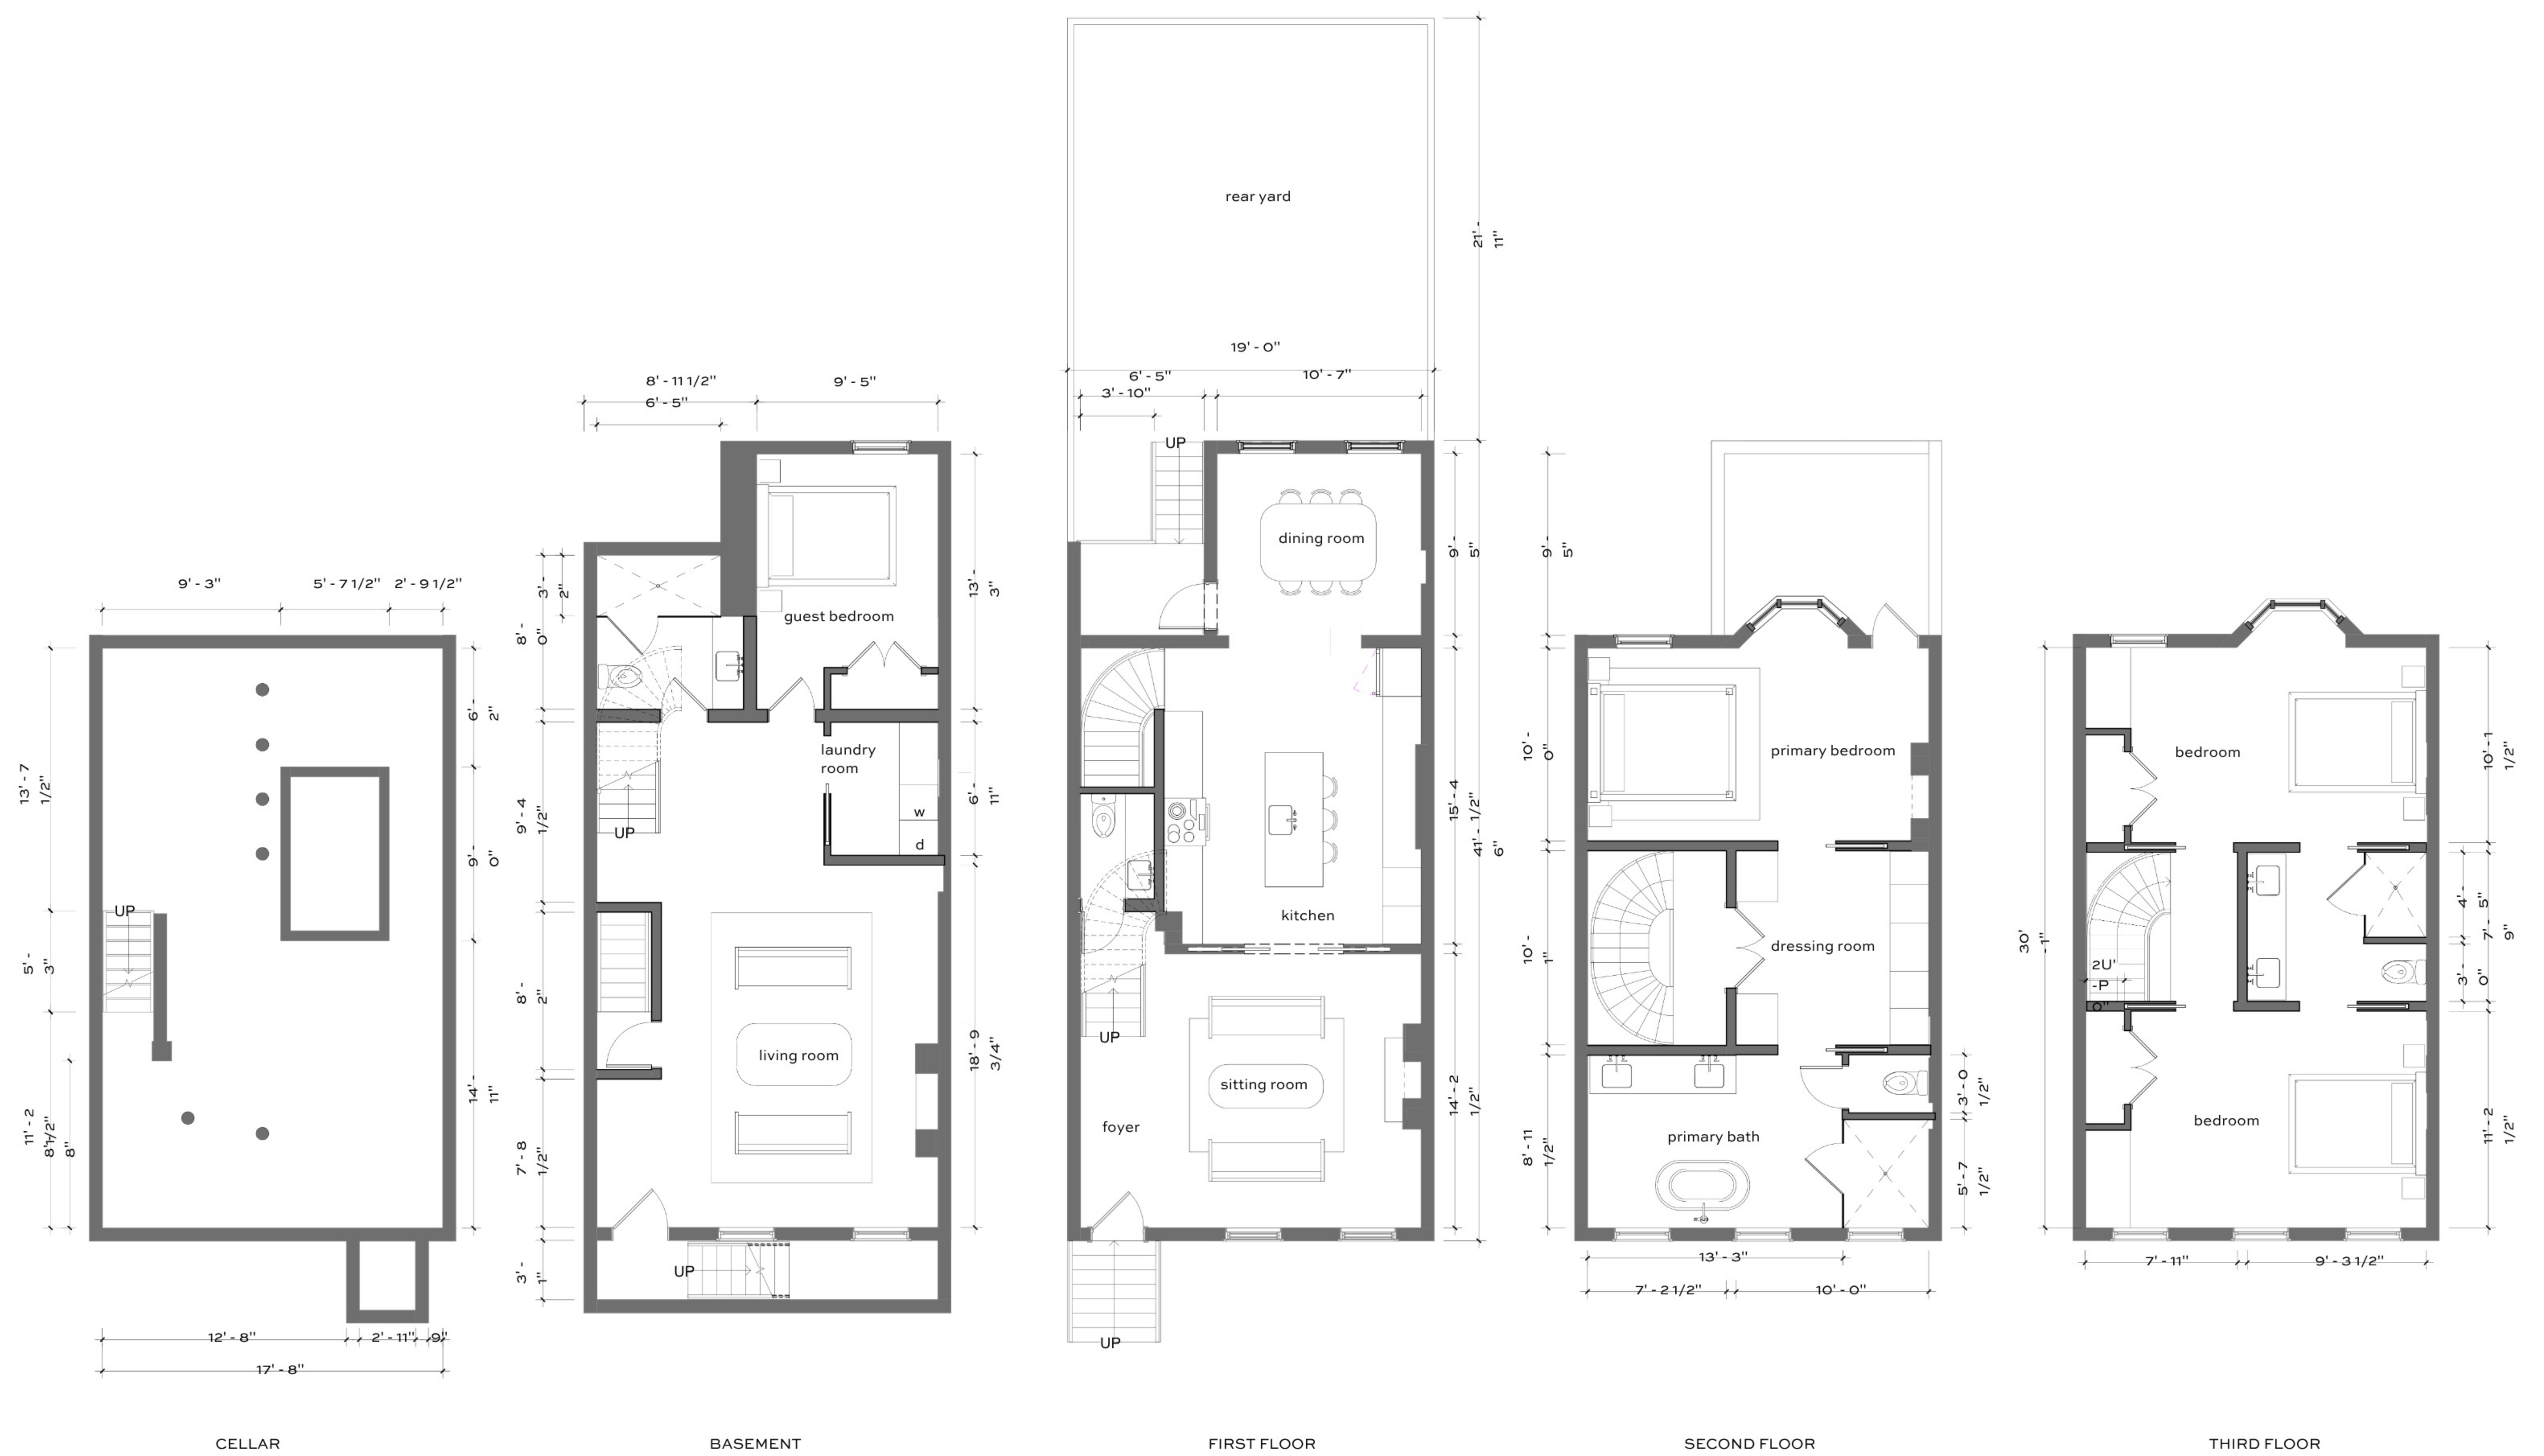 rear yard
21' - 11"
19' - 0"
6' - 5"
10' - 7"
3' - 10"
8' - 11 1/2"
9' - 5"
6' - 5"
UP
dining room
9' - 5"
41' - 6"
15' - 4 1/2"
14' - 2 1/2"
kitchen
UP
sitting room
foyer
UP
9' - 3"
5' - 7 1/2"
2' - 9 1/2"
13' - 7 1/2"
5' - 3"
11' - 2 1/2"
8' - 8"
6' - 2"
9' - 0"
14' - 11"
UP
12' - 8"
2' - 11"
9"
17' - 8"
3' - 2"
8' - 0"
9' - 4 1/2"
8' - 2"
7' - 8 1/2"
3' - 1"
13' - 3"
6' - 11"
18' - 9 3/4"
guest bedroom
laundry
room
w
d
UP
living room
UP
9' - 5"
10' - 0"
10' - 1"
8' - 11 1/2"
primary bedroom
dressing room
primary bath
3' - 0 1/2"
5' - 7 1/2"
13' - 3"
7' - 2 1/2"
10' - 0"
30' - 1"
bedroom
10' - 1 1/2"
4' - 5"
7' - 9"
3' - 0"
11' - 2 1/2"
UP
bedroom
7' - 11"
9' - 3 1/2"
CELLAR
BASEMENT
FIRST FLOOR
SECOND FLOOR
THIRD FLOOR